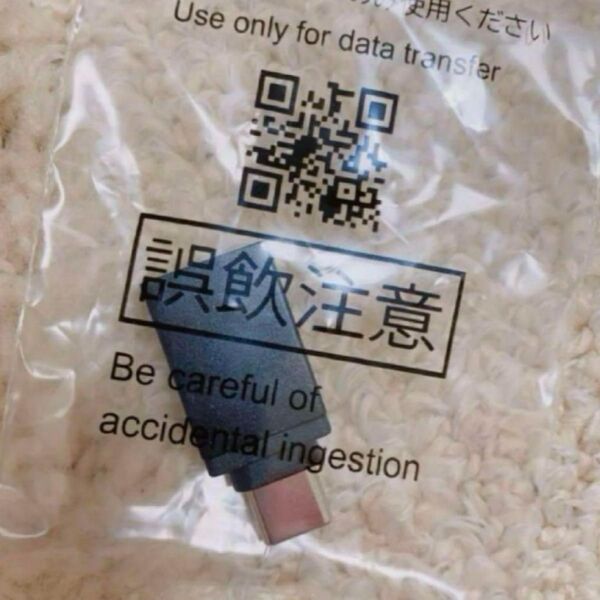 使用ください
Use only for data transfer
誤飲注意
Be careful of
accidental ingestion